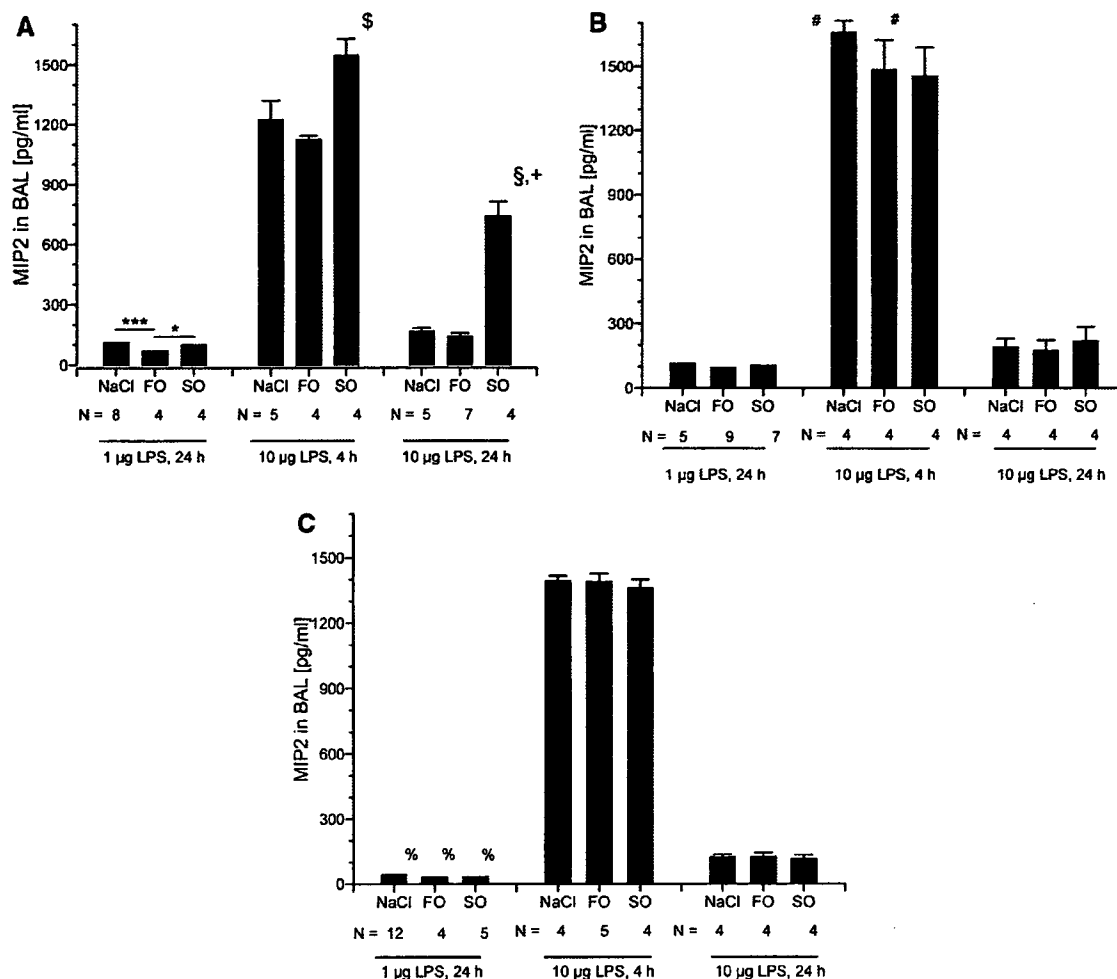 A
MIP2 in BAL [pg/ml]
1500
1200
900
600
300
0
$
§,+
*** *
NaCl FO SO NaCl FO SO NaCl FO SO
N = 8 4 4 5 4 4 5 7 4
1 µg LPS, 24 h 10 µg LPS, 4 h 10 µg LPS, 24 h
B
MIP2 in BAL [pg/ml]
1500
1200
900
600
300
0
# #
NaCl FO SO NaCl FO SO NaCl FO SO
N = 5 9 7 N = 4 4 4 N = 4 4 4
1 µg LPS, 24 h 10 µg LPS, 4 h 10 µg LPS, 24 h
C
MIP2 in BAL [pg/ml]
1500
1200
900
600
300
0
% % %
NaCl FO SO NaCl FO SO NaCl FO SO
N = 12 4 5 N = 4 5 4 N = 4 4 4
1 µg LPS, 24 h 10 µg LPS, 4 h 10 µg LPS, 24 h